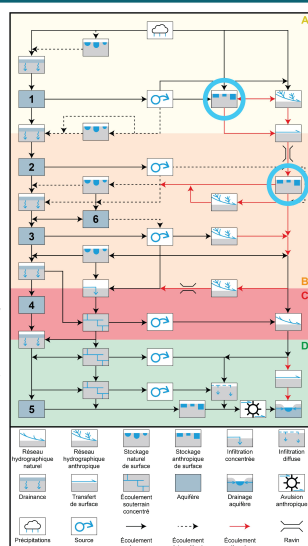 A
1
2
6
3
B
C
4
D
5
Réseau hydrographique naturel
Réseau hydrographique anthropique
Stockage naturel de surface
Stockage anthropique de surface
Infiltration concentrée
Infiltration diffuse
Drainance
Transfert de surface
Écoulement souterrain concentré
Aquifère
Drainage aquifère
Avulsion anthropique
Précipitations
Source
Écoulement
Écoulement
Écoulement
Ravin